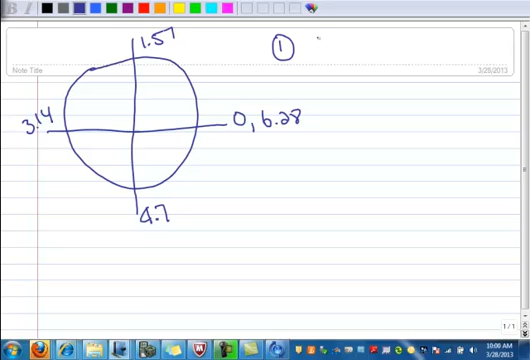 B I
1.57
1
Note Title
3/28/2013
3.14
0, 6.28
4.7
1 / 1
10:00 AM
3/28/2013